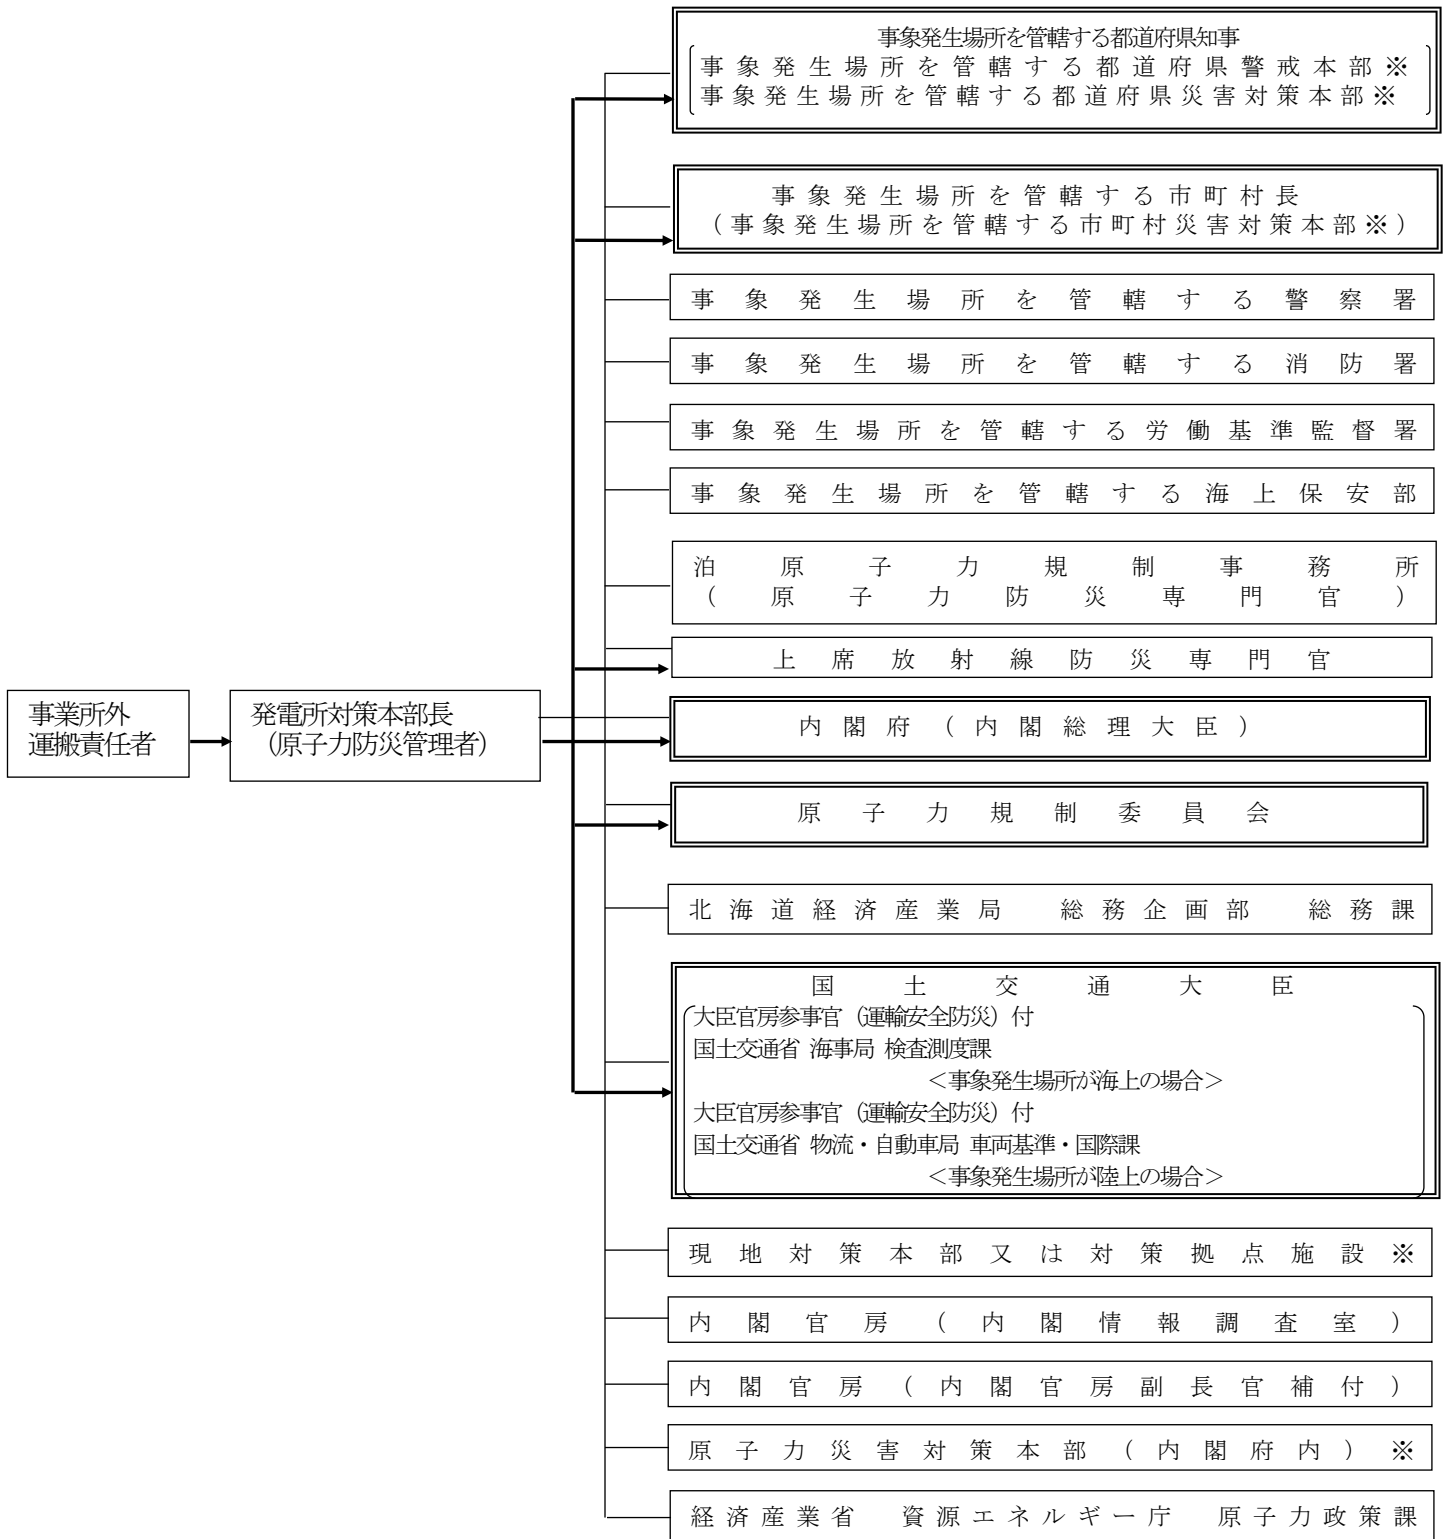 事象発生場所を管轄する都道府県知事
事象発生場所を管轄する都道府県警戒本部※
事象発生場所を管轄する都道府県災害対策本部※
事象発生場所を管轄する市町村長
（事象発生場所を管轄する市町村災害対策本部※）
事象発生場所を管轄する警察署
事象発生場所を管轄する消防署
事象発生場所を管轄する労働基準監督署
事象発生場所を管轄する海上保安部
泊原子力規制事務所
（原子力防災専門官）
上席放射線防災専門官
事業所外
運搬責任者
発電所対策本部長
（原子力防災管理者）
内閣府（内閣総理大臣）
原子力規制委員会
北海道経済産業局　総務企画部　総務課
国土交通大臣
大臣官房参事官（運輸安全防災）付
国土交通省 海事局 検査測度課
＜事象発生場所が海上の場合＞
大臣官房参事官（運輸安全防災）付
国土交通省 物流・自動車局 車両基準・国際課
＜事象発生場所が陸上の場合＞
現地対策本部又は対策拠点施設※
内閣官房（内閣情報調査室）
内閣官房（内閣官房副長官補付）
原子力災害対策本部（内閣府内）※
経済産業省　資源エネルギー庁　原子力政策課